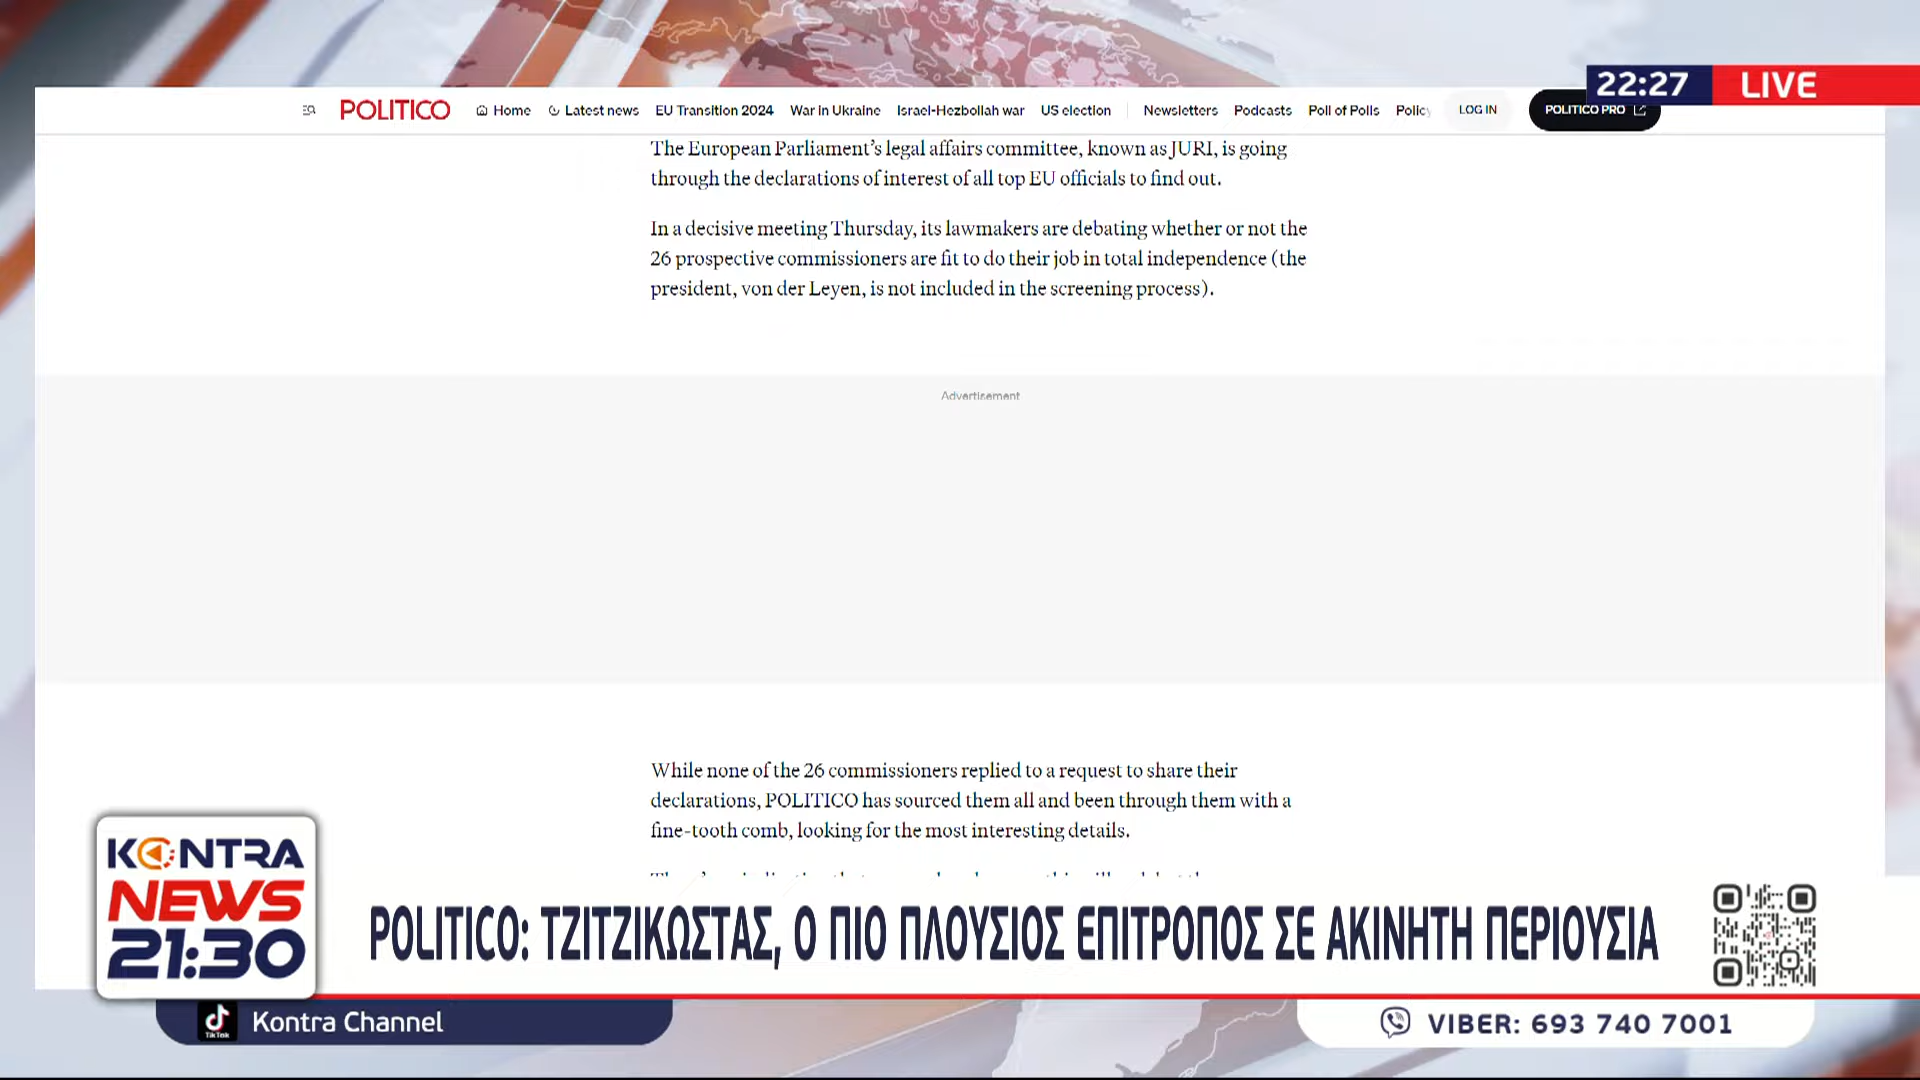 22:27 LIVE
POLITICO Home Latest news EU Transition 2024 War in Ukraine Israel-Hezbollah war US election Newsletters Podcasts Poll of Polls Policy LOG IN POLITICO PRO
The European Parliament’s legal affairs committee, known as JURI, is going
through the declarations of interest of all top EU officials to find out.
In a decisive meeting Thursday, its lawmakers are debating whether or not the
26 prospective commissioners are fit to do their job in total independence (the
president, von der Leyen, is not included in the screening process).
Advertisement
While none of the 26 commissioners replied to a request to share their
declarations, POLITICO has sourced them all and been through them with a
fine-tooth comb, looking for the most interesting details.
KONTRA
NEWS
21:30
POLITICO: ΤΖΙΤΖΙΚΩΣΤΑΣ, Ο ΠΙΟ ΠΛΟΥΣΙΟΣ ΕΠΙΤΡΟΠΟΣ ΣΕ ΑΚΙΝΗΤΗ ΠΕΡΙΟΥΣΙΑ
TikTok
Kontra Channel
VIBER: 693 740 7001